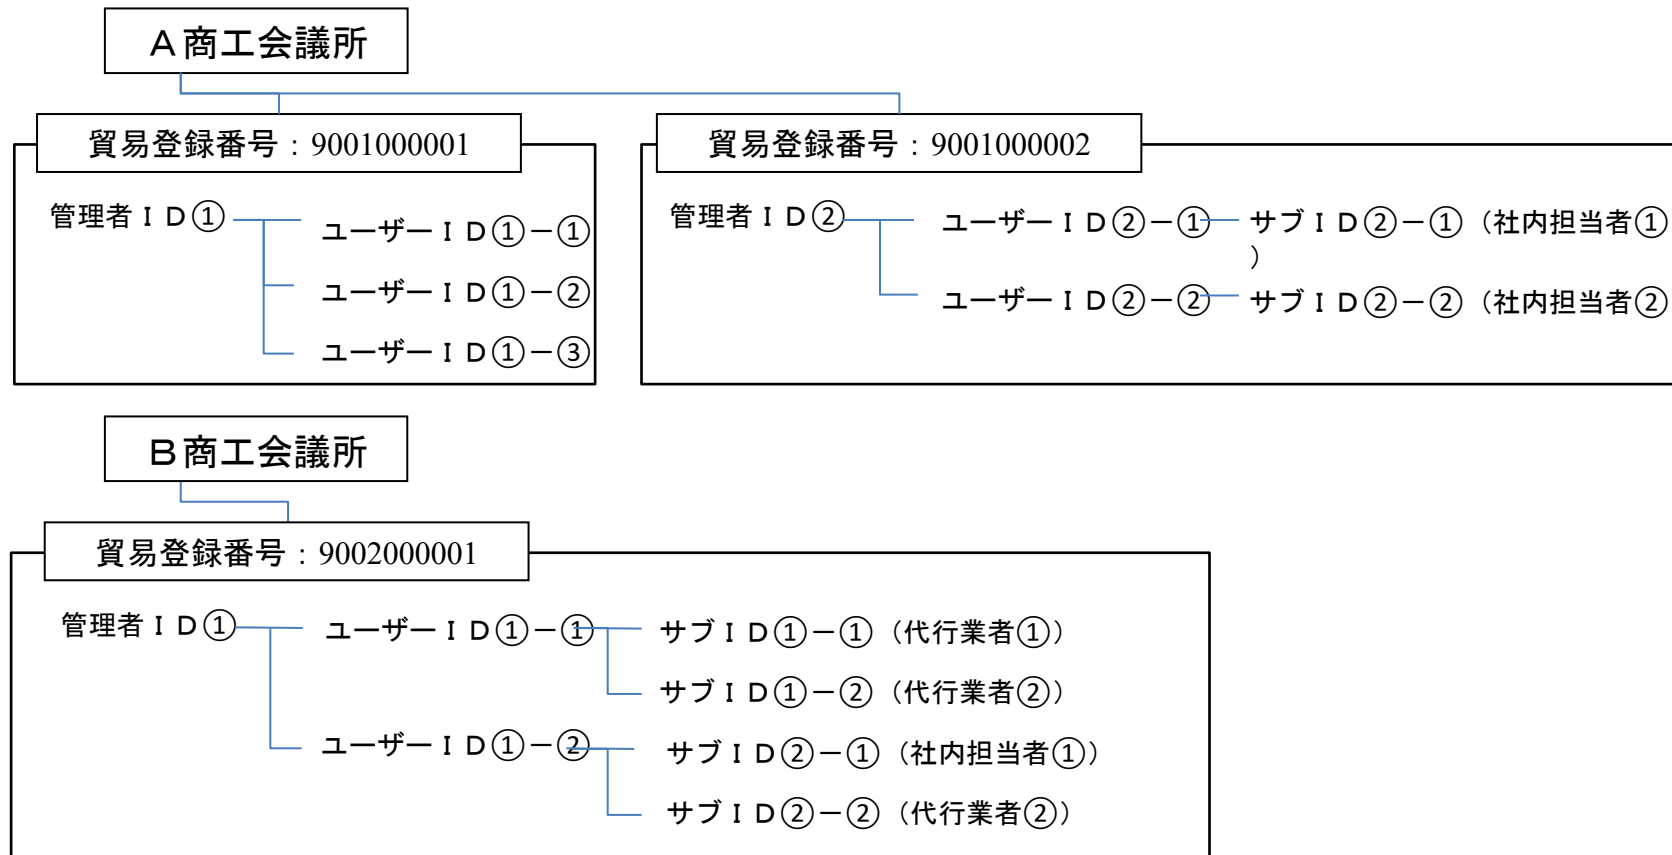 A商工会議所
貿易登録番号：9001000001
管理者ＩＤ①
ユーザーＩＤ①－①
ユーザーＩＤ①－②
ユーザーＩＤ①－③
貿易登録番号：9001000002
管理者ＩＤ②
ユーザーＩＤ②－①
サブＩＤ②－①（社内担当者①
）
ユーザーＩＤ②－②
サブＩＤ②－②（社内担当者②
B商工会議所
貿易登録番号：9002000001
管理者ＩＤ①
ユーザーＩＤ①－①
サブＩＤ①－①（代行業者①）
サブＩＤ①－②（代行業者②）
ユーザーＩＤ①－②
サブＩＤ②－①（社内担当者①）
サブＩＤ②－②（代行業者②）